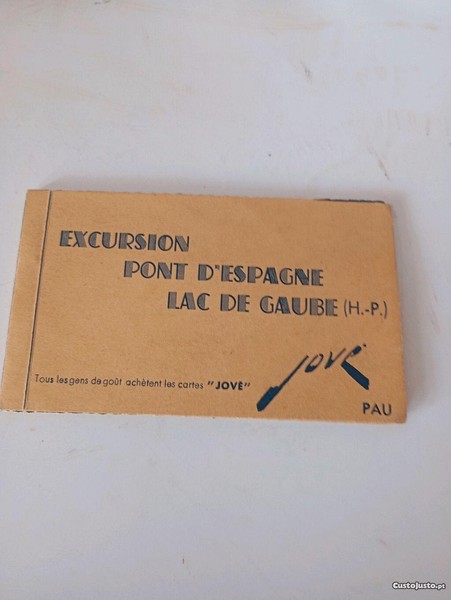 EXCURSION
PONT D'ESPAGNE
LAC DE GAUBE (H.-P.)
Tous les gens de goût achètent les cartes "JOVÉ"
Jové
PAU
CustoJusto.pt